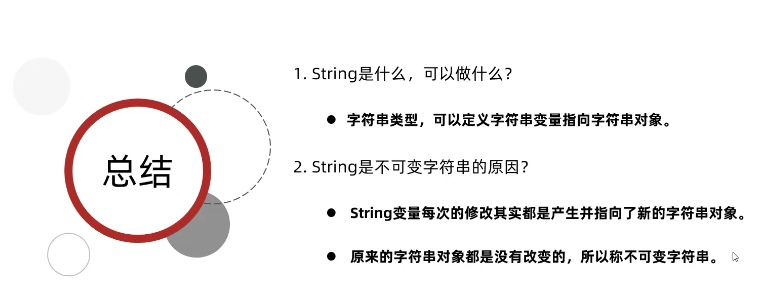 总结
1. String是什么，可以做什么？
● 字符串类型，可以定义字符串变量指向字符串对象。
2. String是不可变字符串的原因？
● String变量每次的修改其实都是产生并指向了新的字符串对象。
● 原来的字符串对象都是没有改变的，所以称不可变字符串。